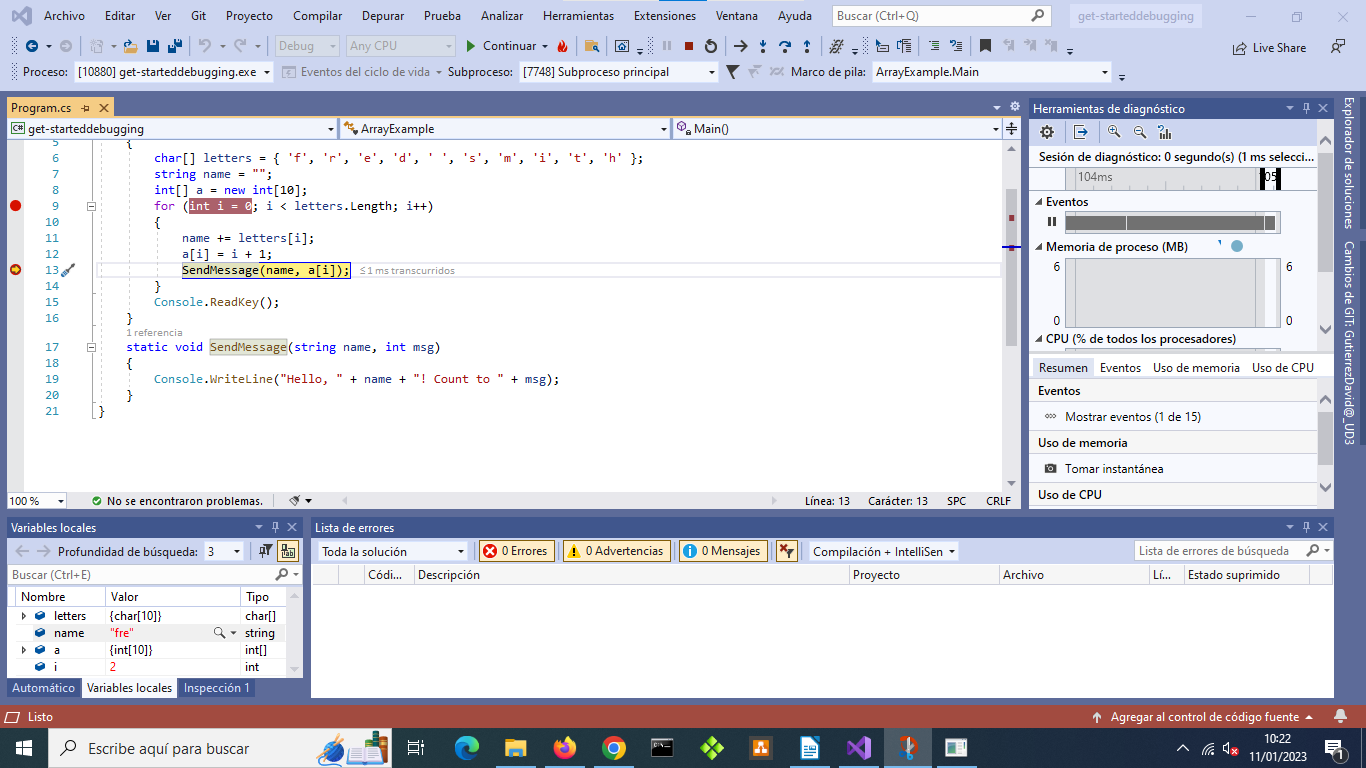 Archivo Editar Ver Git Proyecto Compilar Depurar Prueba Analizar Herramientas Extensiones Ventana Ayuda Buscar (Ctrl+Q) get-starteddebugging
Debug Any CPU Continuar Live Share
Proceso: [10880] get-starteddebugging.exe Eventos del ciclo de vida Subproceso: [7748] Subproceso principal Marco de pila: ArrayExample.Main
Program.cs
C# get-starteddebugging ArrayExample Main()
5 {
6 char[] letters = { 'f', 'r', 'e', 'd', ' ', 's', 'm', 'i', 't', 'h' };
7 string name = "";
8 int[] a = new int[10];
9 for (int i = 0; i < letters.Length; i++)
10 {
11 name += letters[i];
12 a[i] = i + 1;
13 SendMessage(name, a[i]); ≤ 1 ms transcurridos
14 }
15 Console.ReadKey();
16 }
1 referencia
17 static void SendMessage(string name, int msg)
18 {
19 Console.WriteLine("Hello, " + name + "! Count to " + msg);
20 }
21 }
100 % No se encontraron problemas. Línea: 13 Carácter: 13 SPC CRLF
Herramientas de diagnóstico
Sesión de diagnóstico: 0 segundo(s) (1 ms selecci...
104ms 05
Eventos
Memoria de proceso (MB)
6 6
0 0
CPU (% de todos los procesadores)
Resumen Eventos Uso de memoria Uso de CPU
Eventos
Mostrar eventos (1 de 15)
Uso de memoria
Tomar instantánea
Uso de CPU
Explorador de soluciones
Cambios de GIT: GutierrezDavid@_UD3
Variables locales
Profundidad de búsqueda: 3
Buscar (Ctrl+E)
Nombre Valor Tipo
letters {char[10]} char[]
name "fre" string
a {int[10]} int[]
i 2 int
Automático Variables locales Inspección 1
Lista de errores
Toda la solución 0 Errores 0 Advertencias 0 Mensajes Compilación + IntelliSen Lista de errores de búsqueda
Códi... Descripción Proyecto Archivo Lí... Estado suprimido
Listo Agregar al control de código fuente
Escribe aquí para buscar
10:22
11/01/2023
1